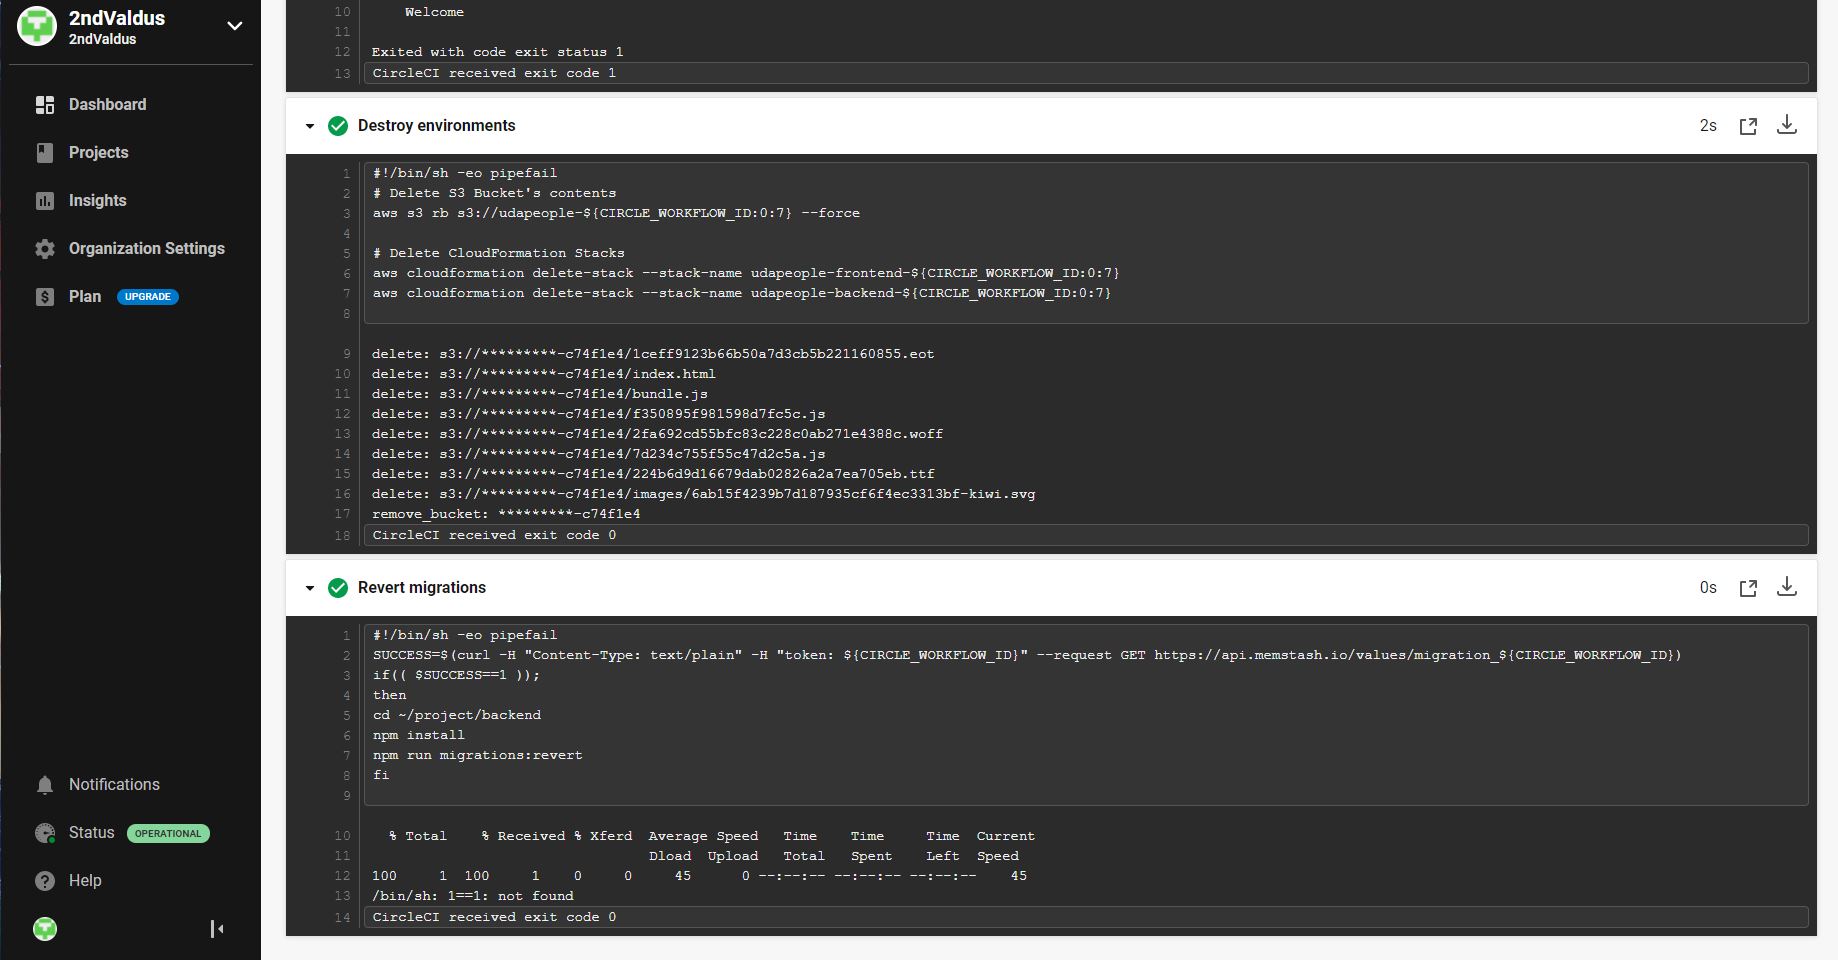 2ndValdus
2ndValdus
Dashboard
Projects
Insights
Organization Settings
Plan UPGRADE
Notifications
Status OPERATIONAL
Help
10 Welcome
11
12 Exited with code exit status 1
13 CircleCI received exit code 1
Destroy environments 2s
1 #!/bin/sh -eo pipefail
2 # Delete S3 Bucket's contents
3 aws s3 rb s3://udapeople-${CIRCLE_WORKFLOW_ID:0:7} --force
4
5 # Delete CloudFormation Stacks
6 aws cloudformation delete-stack --stack-name udapeople-frontend-${CIRCLE_WORKFLOW_ID:0:7}
7 aws cloudformation delete-stack --stack-name udapeople-backend-${CIRCLE_WORKFLOW_ID:0:7}
8
9 delete: s3://*********-c74f1e4/1ceff9123b66b50a7d3cb5b221160855.eot
10 delete: s3://*********-c74f1e4/index.html
11 delete: s3://*********-c74f1e4/bundle.js
12 delete: s3://*********-c74f1e4/f350895f981598d7fc5c.js
13 delete: s3://*********-c74f1e4/2fa692cd55bfc83c228c0ab271e4388c.woff
14 delete: s3://*********-c74f1e4/7d234c755f55c47d2c5a.js
15 delete: s3://*********-c74f1e4/224b6d9d16679dab02826a2a7ea705eb.ttf
16 delete: s3://*********-c74f1e4/images/6ab15f4239b7d187935cf6f4ec3313bf-kiwi.svg
17 remove_bucket: *********-c74f1e4
18 CircleCI received exit code 0
Revert migrations 0s
1 #!/bin/sh -eo pipefail
2 SUCCESS=$(curl -H "Content-Type: text/plain" -H "token: ${CIRCLE_WORKFLOW_ID}" --request GET https://api.memstash.io/values/migration_${CIRCLE_WORKFLOW_ID})
3 if(( $SUCCESS==1 ));
4 then
5 cd ~/project/backend
6 npm install
7 npm run migrations:revert
8 fi
9
10 % Total % Received % Xferd Average Speed Time Time Time Current
11 Dload Upload Total Spent Left Speed
12 100 1 100 1 0 0 45 0 --:--:-- --:--:-- --:--:-- 45
13 /bin/sh: 1==1: not found
14 CircleCI received exit code 0